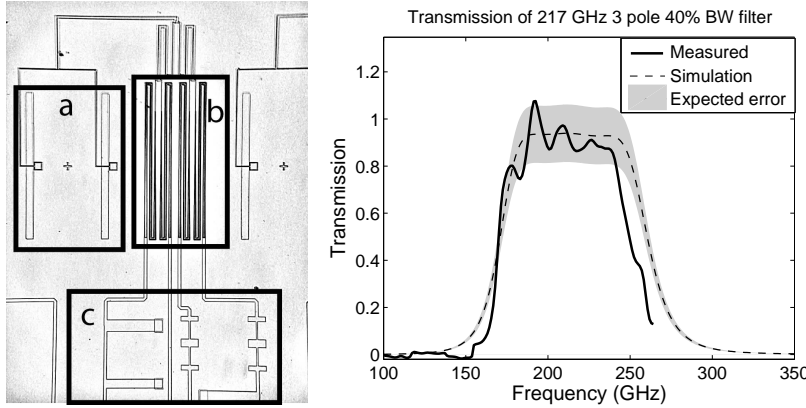 a
b
c
Transmission of 217 GHz 3 pole 40% BW filter
Measured
Simulation
Expected error
Transmission
1.2
1
0.8
0.6
0.4
0.2
0
100
150
200
250
300
350
Frequency (GHz)